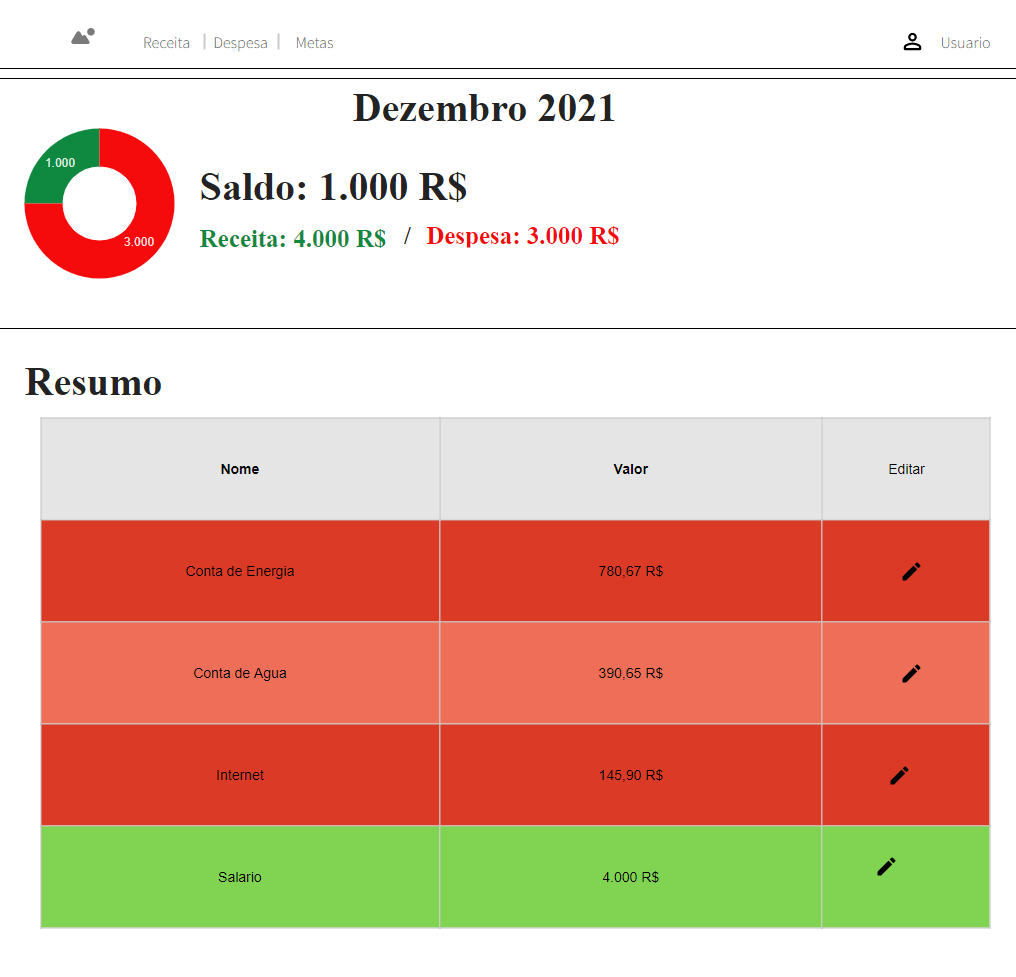 Receita | Despesa | Metas
Usuario
Dezembro 2021
1.000
3.000
Saldo: 1.000 R$
Receita: 4.000 R$ / Despesa: 3.000 R$
Resumo
Nome Valor Editar
Conta de Energia 780,67 R$
Conta de Agua 390,65 R$
Internet 145,90 R$
Salario 4.000 R$